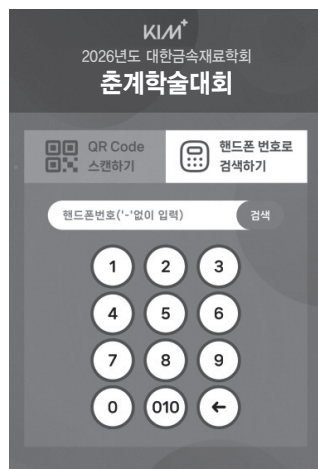 KIM+
2026년도 대한금속재료학회
춘계학술대회
QR Code
스캔하기
핸드폰 번호로
검색하기
핸드폰번호('-'없이 입력)
검색
1 2 3
4 5 6
7 8 9
0 010 ←